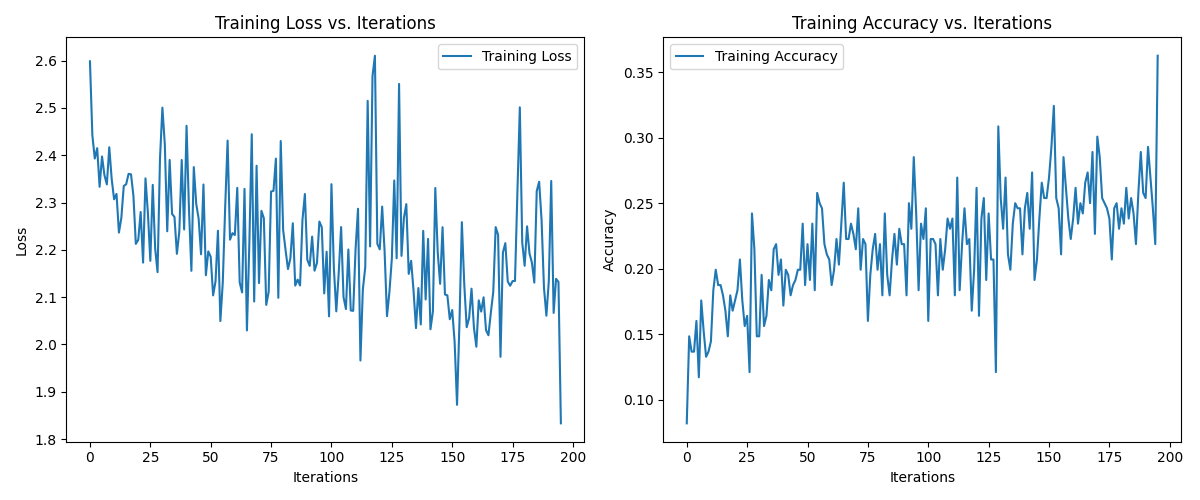 Training Loss vs. Iterations
Training Loss
Loss
2.6
2.5
2.4
2.3
2.2
2.1
2.0
1.9
1.8
0 25 50 75 100 125 150 175 200
Iterations
Training Accuracy vs. Iterations
Training Accuracy
Accuracy
0.35
0.30
0.25
0.20
0.15
0.10
0 25 50 75 100 125 150 175 200
Iterations